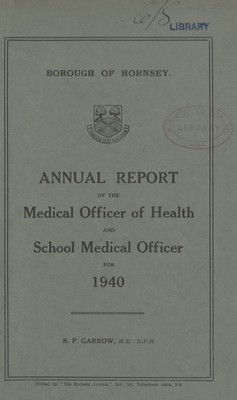 LIBRARY
BOROUGH OF HORNSEY.
ANNUAL REPORT
OF THE
Medical Officer of Health
AND
School Medical Officer
FOR
1940
R. P. GARROW, M.D., D.P.H.